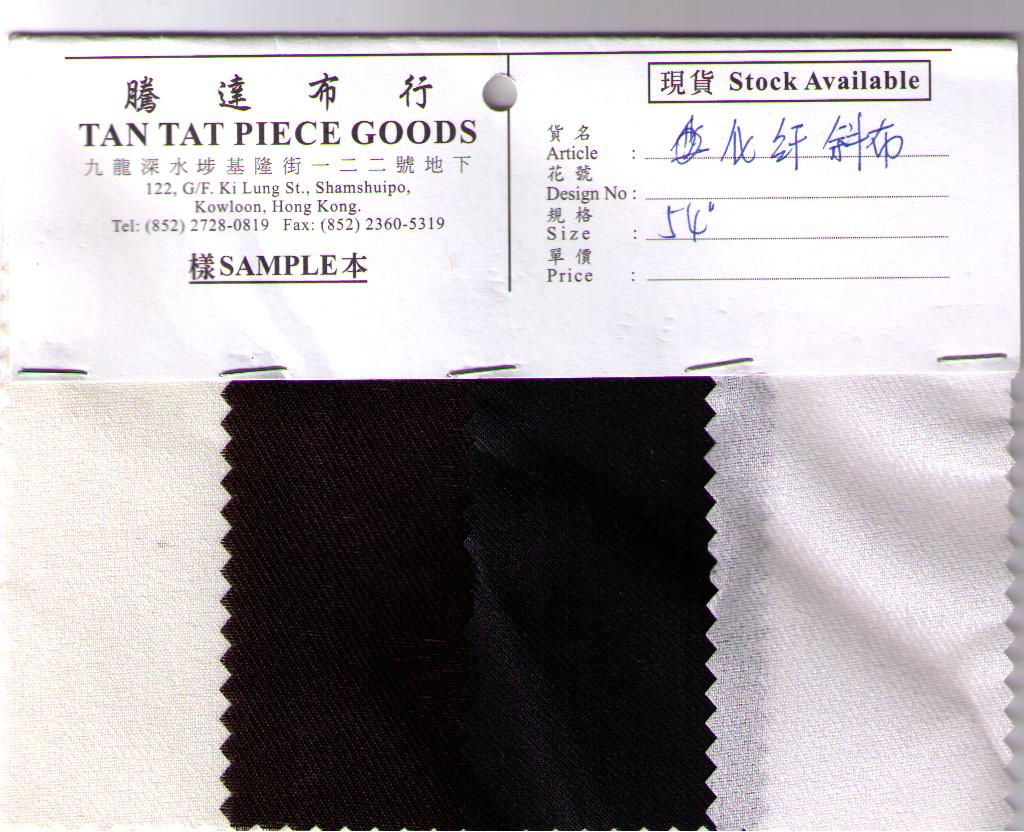 騰達布行
TAN TAT PIECE GOODS
九龍深水埗基隆街一二二號地下
122, G/F. Ki Lung St., Shamshuipo,
Kowloon, Hong Kong.
Tel: (852) 2728-0819 Fax: (852) 2360-5319
樣SAMPLE本
現貨 Stock Available
貨名
Article : 化纤斜布
花號
Design No :
規格
Size : 54"
單價
Price :